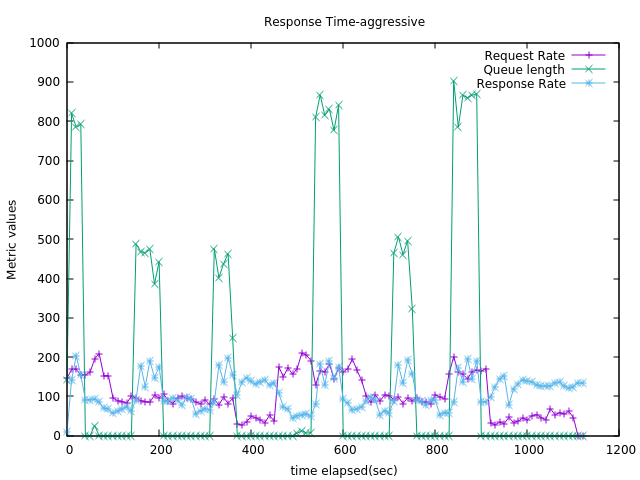 Response Time-aggressive
1000
900
800
700
600
500
400
300
200
100
0
Metric values
Request Rate
Queue length
Response Rate
0 200 400 600 800 1000 1200
time elapsed(sec)